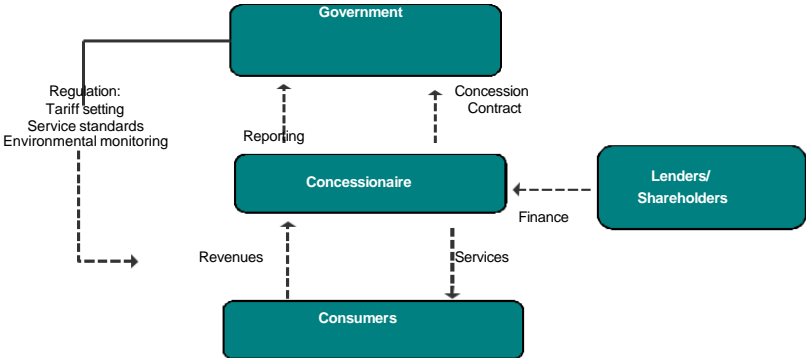 Government
Regulation:
Tariff setting
Service standards
Environmental monitoring
Concession
Contract
Reporting
Concessionaire
Lenders/
Shareholders
Finance
Revenues
Services
Consumers